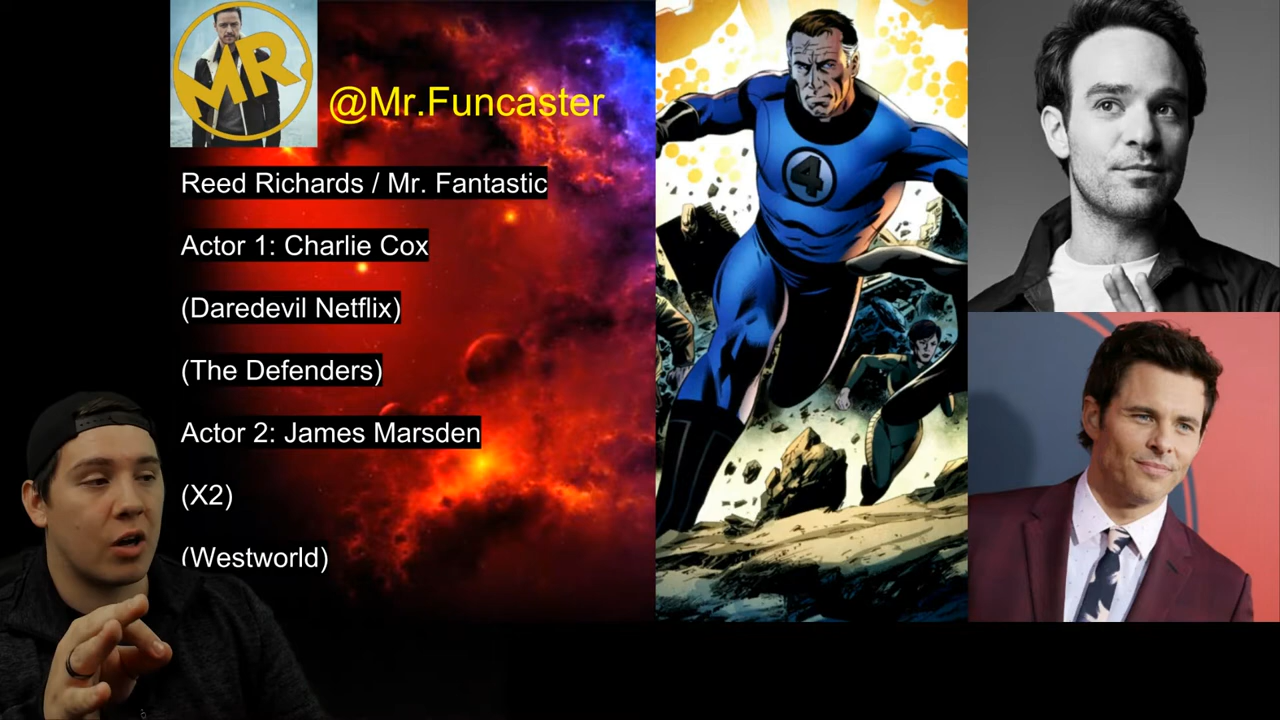 MR.
@Mr.Funcaster
Reed Richards / Mr. Fantastic
Actor 1: Charlie Cox
(Daredevil Netflix)
(The Defenders)
Actor 2: James Marsden
(X2)
(Westworld)
4